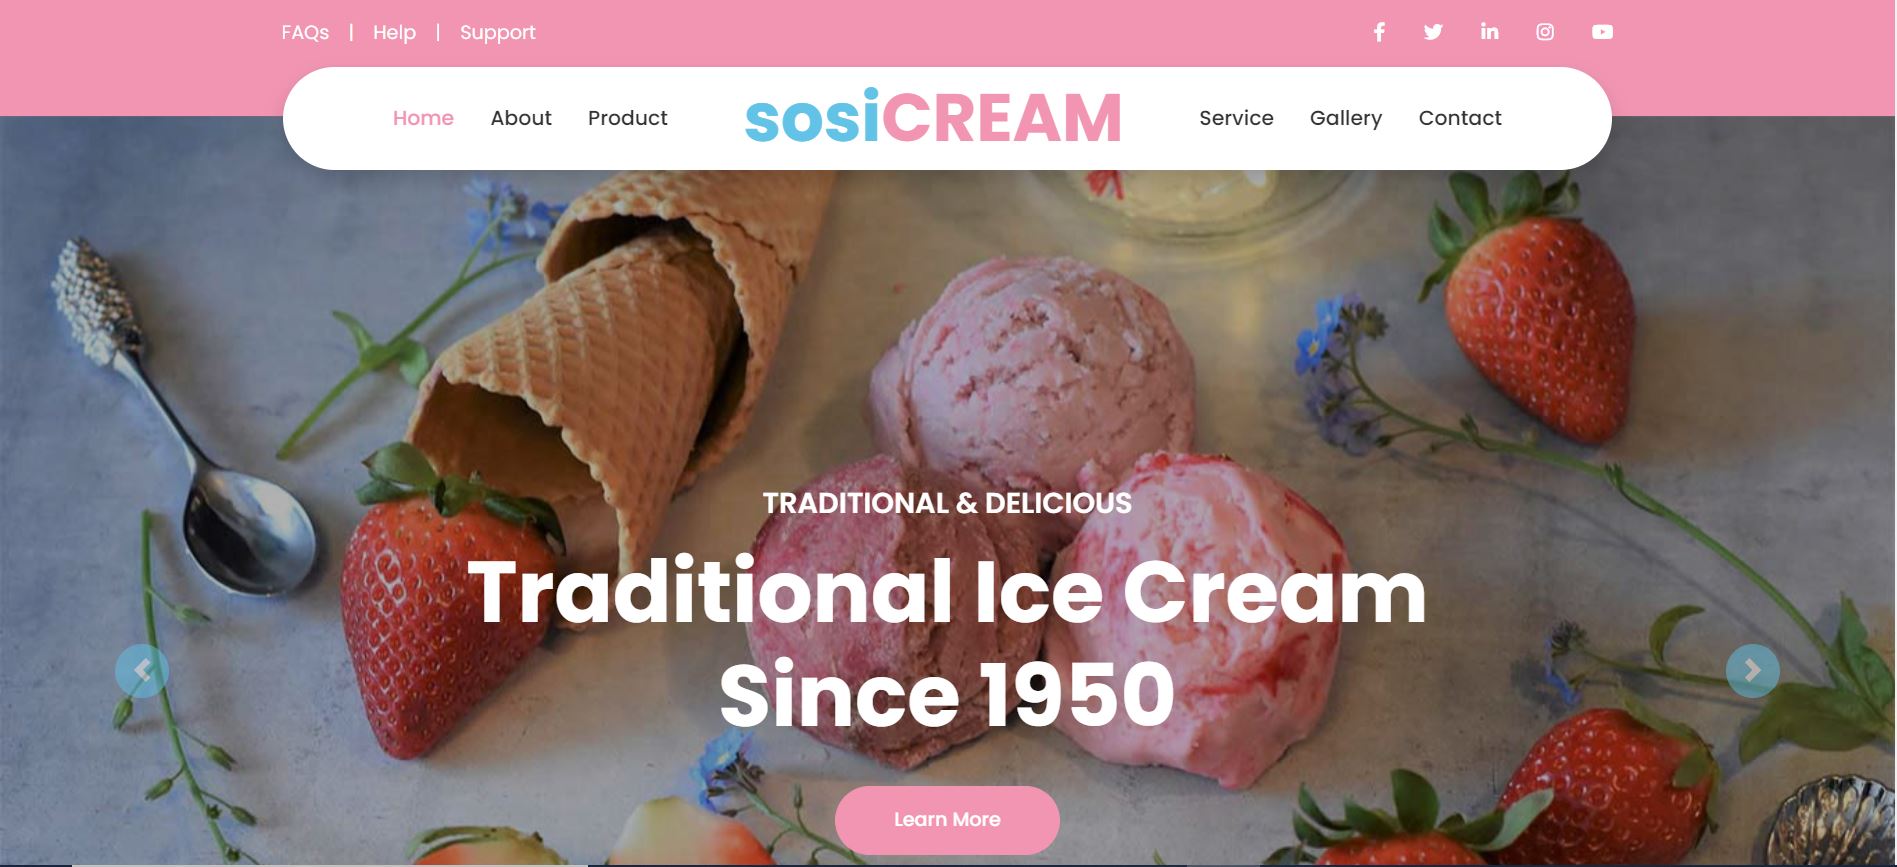 FAQs | Help | Support
Home About Product sosiCREAM Service Gallery Contact
TRADITIONAL & DELICIOUS
Traditional Ice Cream
Since 1950
Learn More